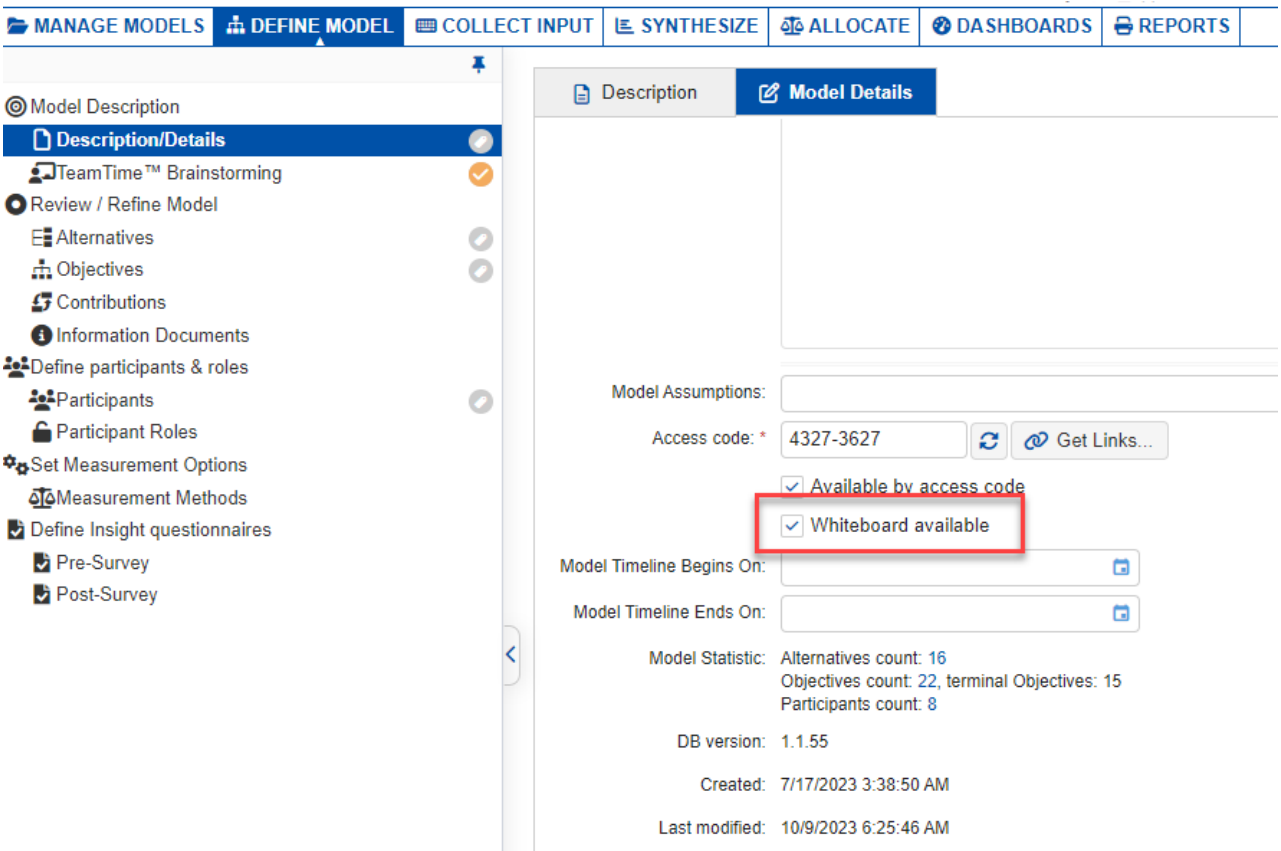 MANAGE MODELS DEFINE MODEL COLLECT INPUT SYNTHESIZE ALLOCATE DASHBOARDS REPORTS
Model Description
Description/Details
TeamTime™ Brainstorming
Review / Refine Model
Alternatives
Objectives
Contributions
Information Documents
Define participants & roles
Participants
Participant Roles
Set Measurement Options
Measurement Methods
Define Insight questionnaires
Pre-Survey
Post-Survey
Description Model Details
Model Assumptions:
Access code: * 4327-3627 Get Links...
Available by access code
Whiteboard available
Model Timeline Begins On:
Model Timeline Ends On:
Model Statistic: Alternatives count: 16
Objectives count: 22, terminal Objectives: 15
Participants count: 8
DB version: 1.1.55
Created: 7/17/2023 3:38:50 AM
Last modified: 10/9/2023 6:25:46 AM